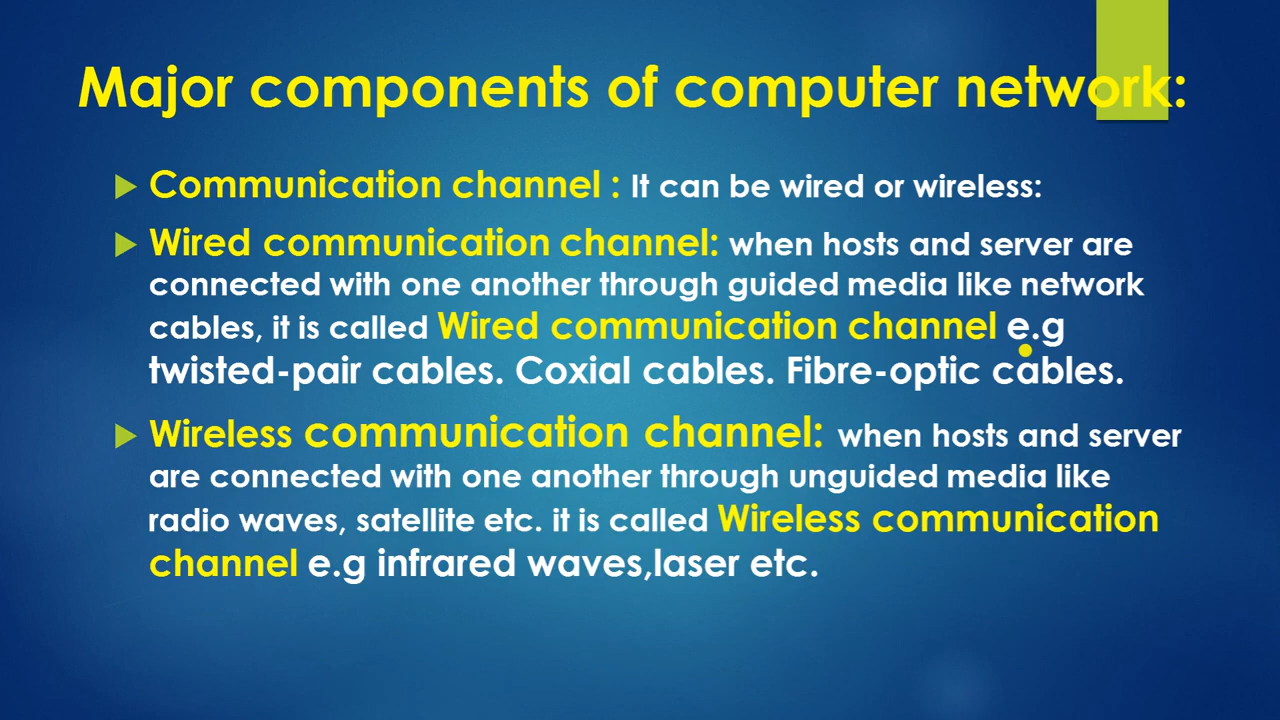 Major components of computer network:
Communication channel : It can be wired or wireless:
Wired communication channel: when hosts and server are
connected with one another through guided media like network
cables, it is called Wired communication channel e.g
twisted-pair cables. Coxial cables. Fibre-optic cables.
Wireless communication channel: when hosts and server
are connected with one another through unguided media like
radio waves, satellite etc. it is called Wireless communication
channel e.g infrared waves,laser etc.